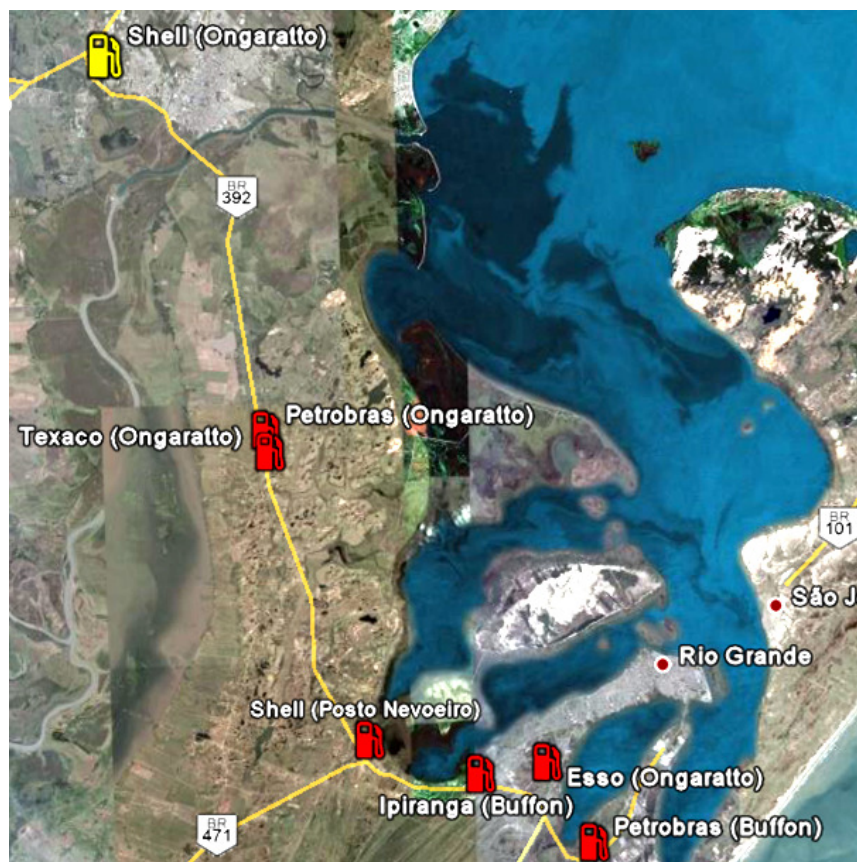 Shell (Ongaratto)
BR
392
Petrobras (Ongaratto)
Texaco (Ongaratto)
BR
101
São J
Rio Grande
Shell (Posto Nevoeiro)
Esso (Ongaratto)
Ipiranga (Buffon)
BR
471
Petrobras (Buffon)